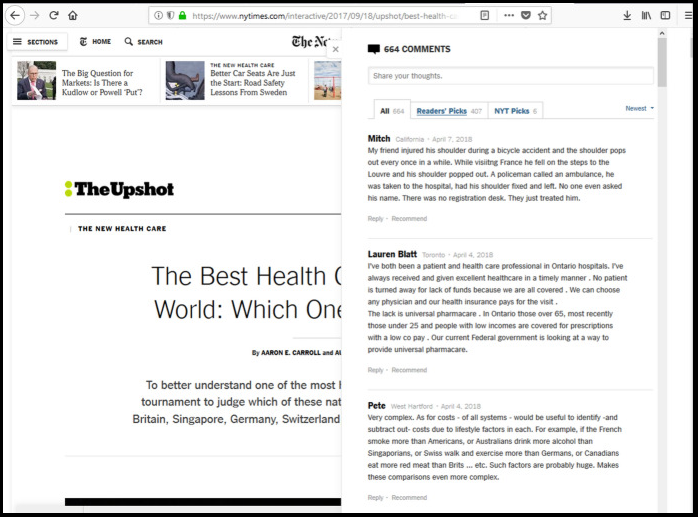 https://www.nytimes.com/interactive/2017/09/18/upshot/best-health-c
SECTIONS HOME SEARCH
The Big Question for
Markets: Is There a
Kudlow or Powell 'Put'?
THE NEW HEALTH CARE
Better Car Seats Are Just
the Start: Road Safety
Lessons From Sweden
The Upshot
THE NEW HEALTH CARE
The Best Health C
World: Which One
By AARON E. CARROLL and
To better understand one of the most
tournament to judge which of these nat
Britain, Singapore, Germany, Switzerland
×
664 COMMENTS
Share your thoughts.
All 664 Readers' Picks 407 NYT Picks 6 Newest
Mitch California · April 7, 2018
My friend injured his shoulder during a bicycle accident and the shoulder pops
out every once in a while. While visiitng France he fell on the steps to the
Louvre and his shoulder popped out. A policeman called an ambulance, he
was taken to the hospital, had his shoulder fixed and left. No one even asked
his name. There was no registration desk. They just treated him.
Reply · Recommend
Lauren Blatt Toronto · April 4, 2018
I've both been a patient and health care professional in Ontario hospitals. I've
always received and given excellent healthcare in a timely manner . No patient
is turned away for lack of funds because we are all covered . We can choose
any physician and our health insurance pays for the visit .
The lack is universal pharmacare . In Ontario those over 65, most recently
those under 25 and people with low incomes are covered for prescriptions
with a low co pay . Our current Federal government is looking at a way to
provide universal pharmacare.
Reply · Recommend
Pete West Hartford · April 4, 2018
Very complex. As for costs - of all systems - would be useful to identify -and
subtract out- costs due to lifestyle factors in each. For example, if the French
smoke more than Americans, or Australians drink more alcohol than
Singaporians, or Swiss walk and exercise more than Germans, or Canadians
eat more red meat than Brits ... etc. Such factors are probably huge. Makes
these comparisons even more complex.
Reply · Recommend